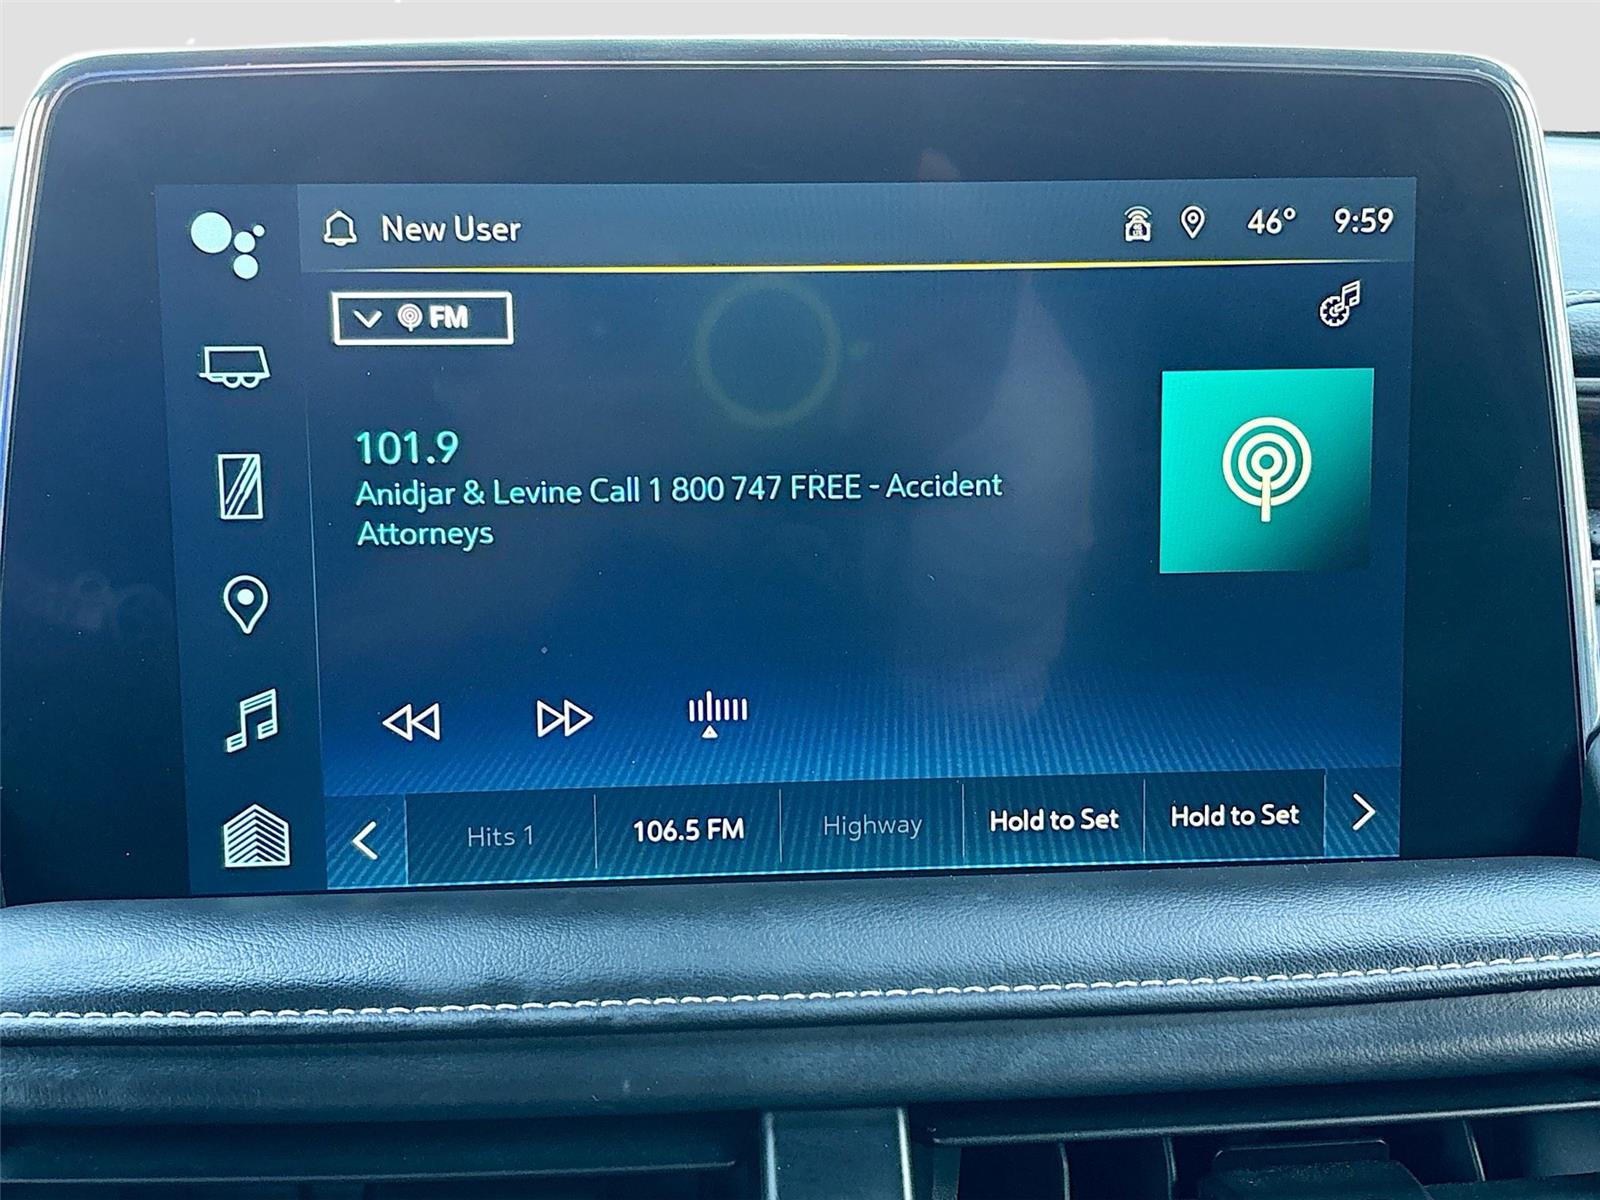 New User
46° 9:59
FM
101.9
Anidjar & Levine Call 1 800 747 FREE - Accident
Attorneys
Hits 1 106.5 FM Highway Hold to Set Hold to Set